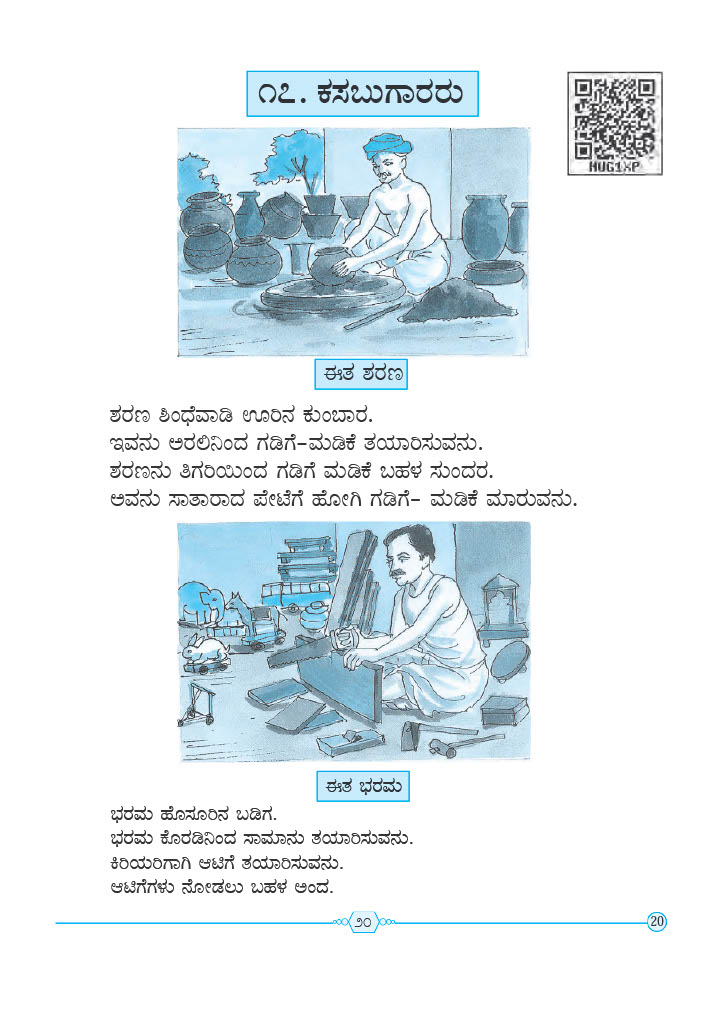 ೧೭. ಕಸಬುಗಾರರು
HUG1XP
ಈತ ಶರಣ
ಶರಣ ಶಿಂಧೆವಾಡಿ ಊರಿನ ಕುಂಬಾರ.
ಇವನು ಅರಲಿನಿಂದ ಗಡಿಗೆ-ಮಡಿಕೆ ತಯಾರಿಸುವನು.
ಶರಣನು ತಿಗರಿಯಿಂದ ಗಡಿಗೆ ಮಡಿಕೆ ಬಹಳ ಸುಂದರ.
ಅವನು ಸಾತಾರಾದ ಪೇಟೆಗೆ ಹೋಗಿ ಗಡಿಗೆ- ಮಡಿಕೆ ಮಾರುವನು.
ಈತ ಭರಮ
ಭರಮ ಹೊಸೂರಿನ ಬಡಿಗ.
ಭರಮ ಕೊರಡಿನಿಂದ ಸಾಮಾನು ತಯಾರಿಸುವನು.
ಕಿರಿಯರಿಗಾಗಿ ಆಟಿಗೆ ತಯಾರಿಸುವನು.
ಆಟಿಗೆಗಳು ನೋಡಲು ಬಹಳ ಅಂದ.
೨೦
20